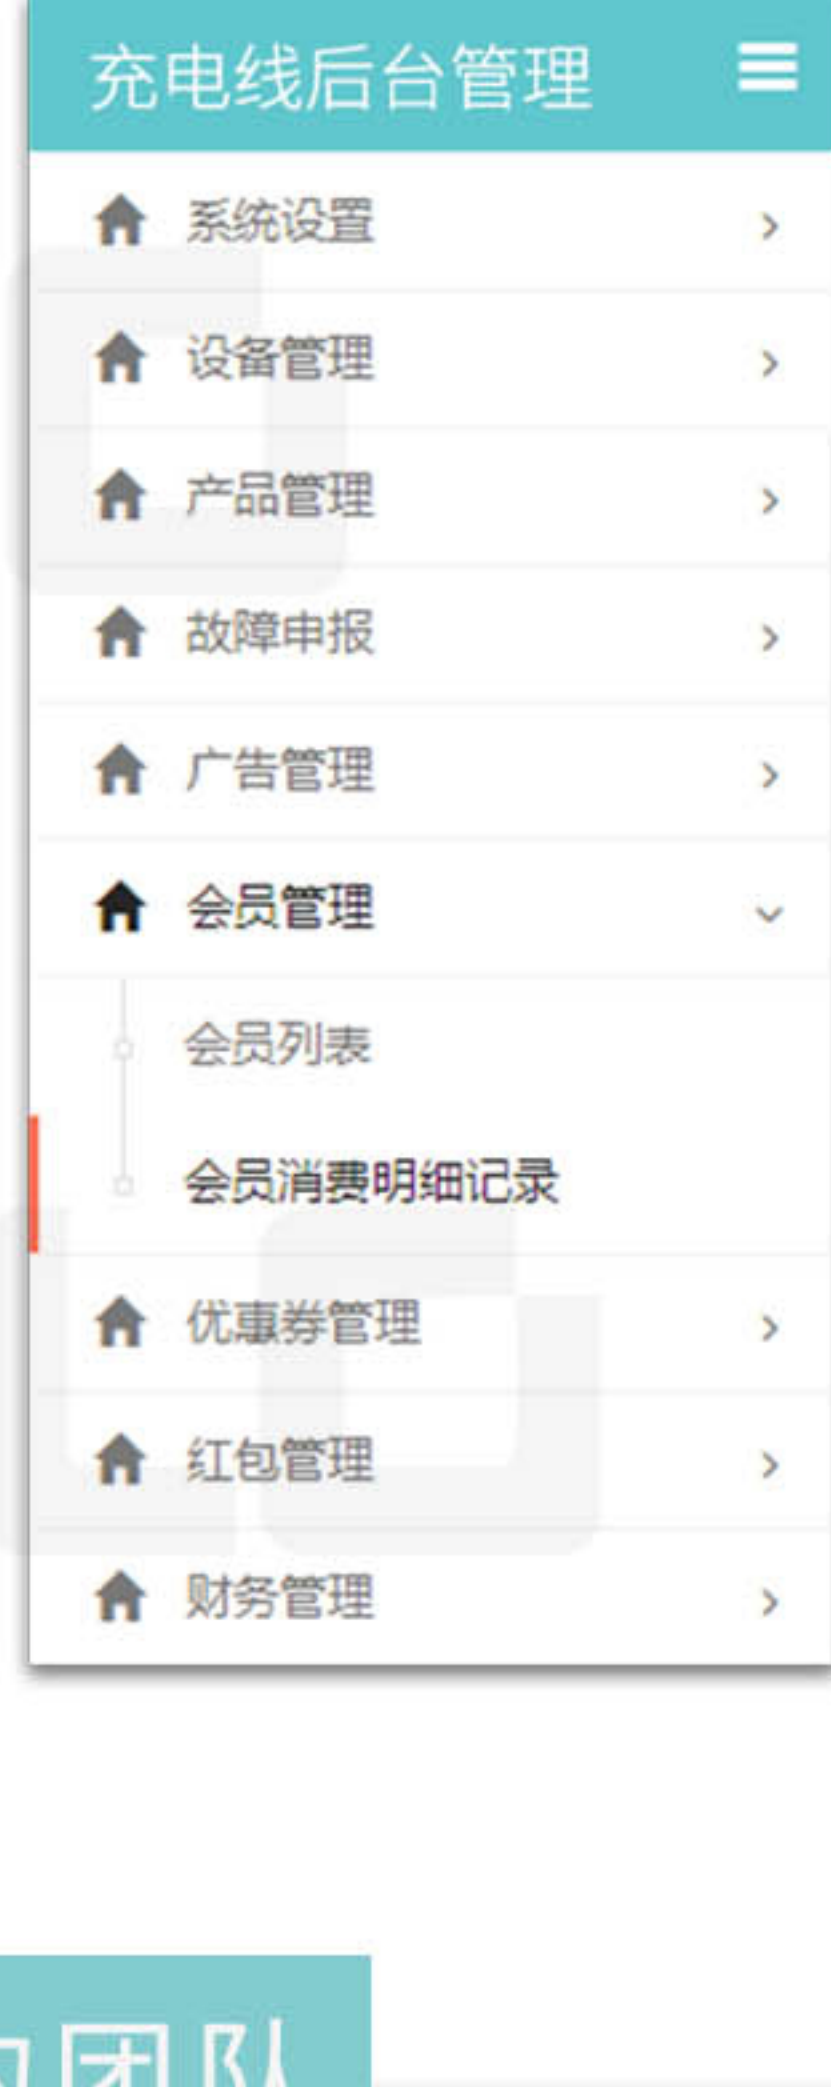 充电线后台管理
系统设置
设备管理
产品管理
故障申报
广告管理
会员管理
会员列表
会员消费明细记录
优惠券管理
红包管理
财务管理
团队